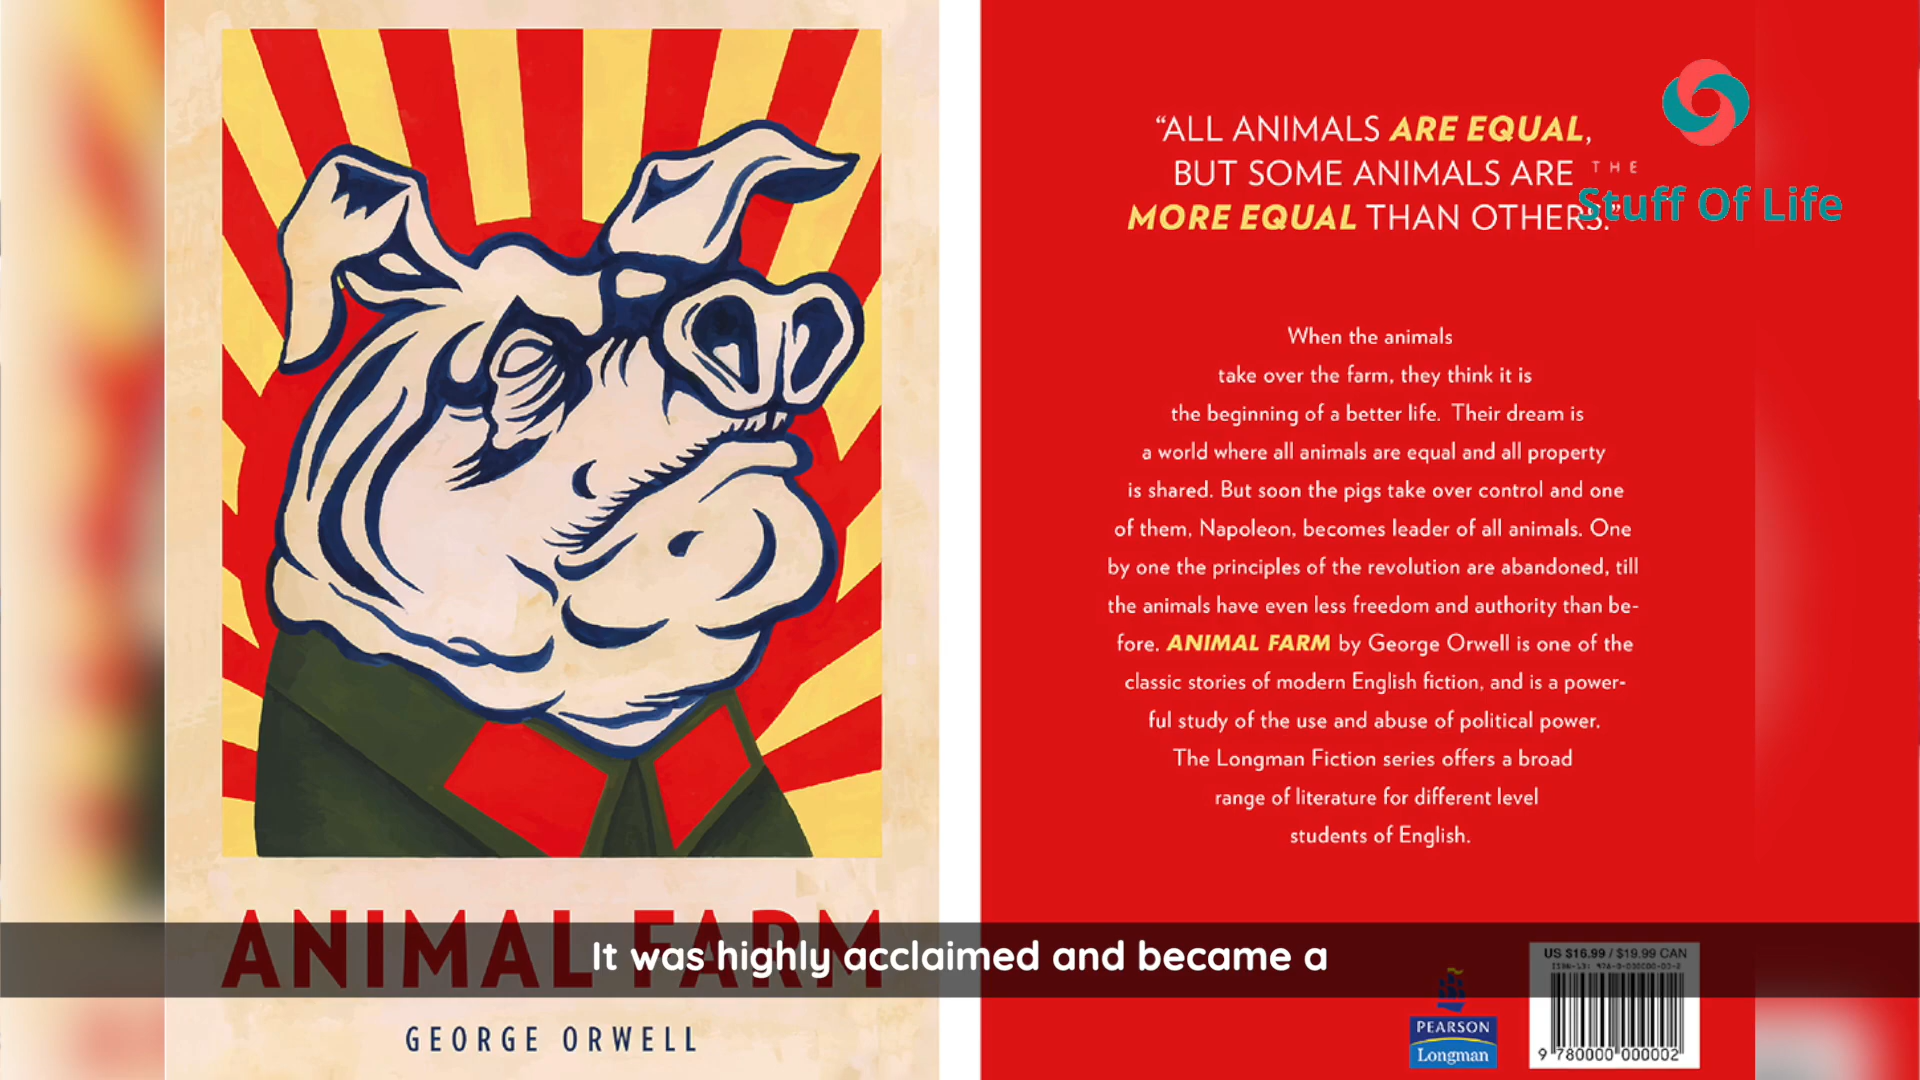 ANIMAL FARM
GEORGE ORWELL
“ALL ANIMALS ARE EQUAL,
BUT SOME ANIMALS ARE
MORE EQUAL THAN OTHERS.”
THE
Stuff Of Life
When the animals
take over the farm, they think it is
the beginning of a better life. Their dream is
a world where all animals are equal and all property
is shared. But soon the pigs take over control and one
of them, Napoleon, becomes leader of all animals. One
by one the principles of the revolution are abandoned, till
the animals have even less freedom and authority than be-
fore. ANIMAL FARM by George Orwell is one of the
classic stories of modern English fiction, and is a power-
ful study of the use and abuse of political power.
The Longman Fiction series offers a broad
range of literature for different level
students of English.
It was highly acclaimed and became a
PEARSON
Longman
US $16.99 / $19.99 CAN
9 780000 000002